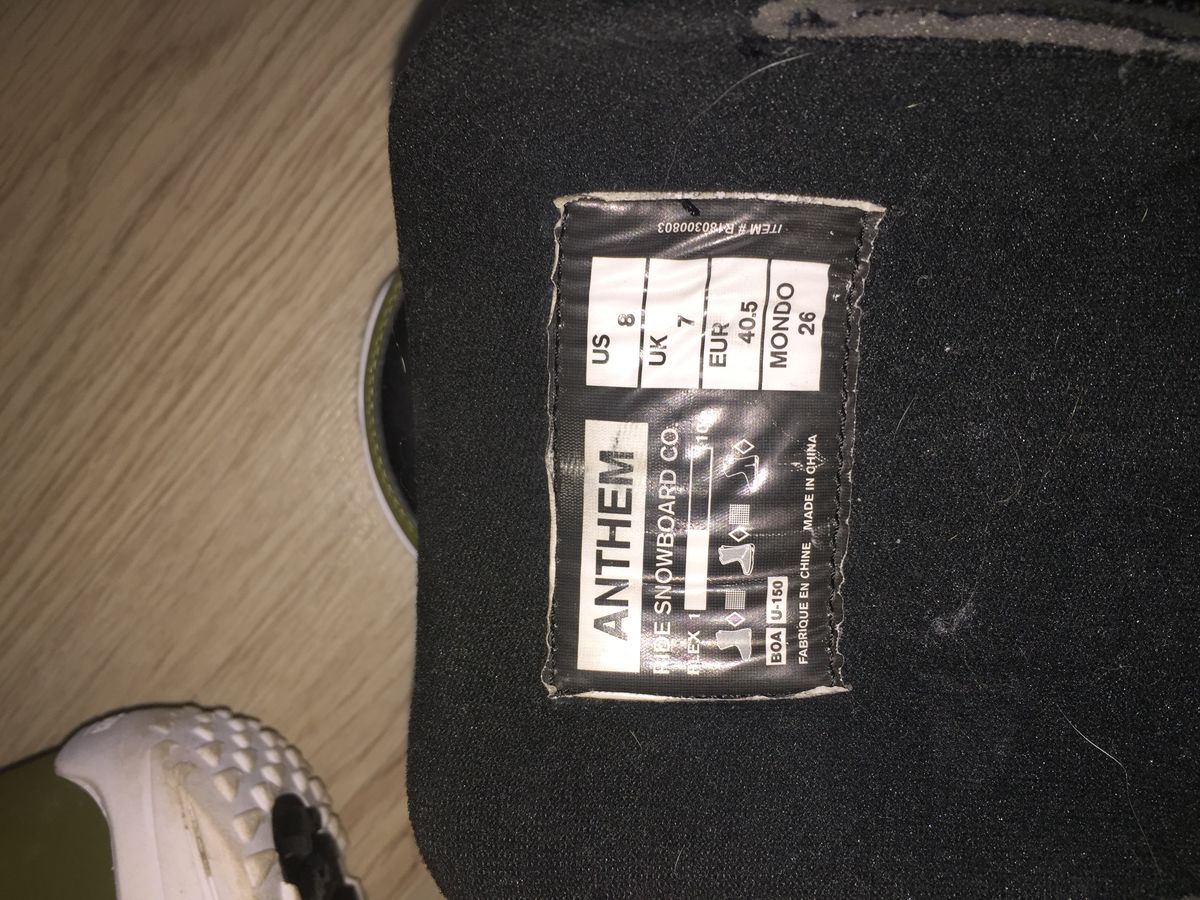 ANTHEM
RIDE SNOWBOARD CO.
FLEX 1 10
BOA U-150
FABRIQUE EN CHINE MADE IN CHINA
US
8
UK
7
EUR
40.5
MONDO
26
ITEM # R180300803